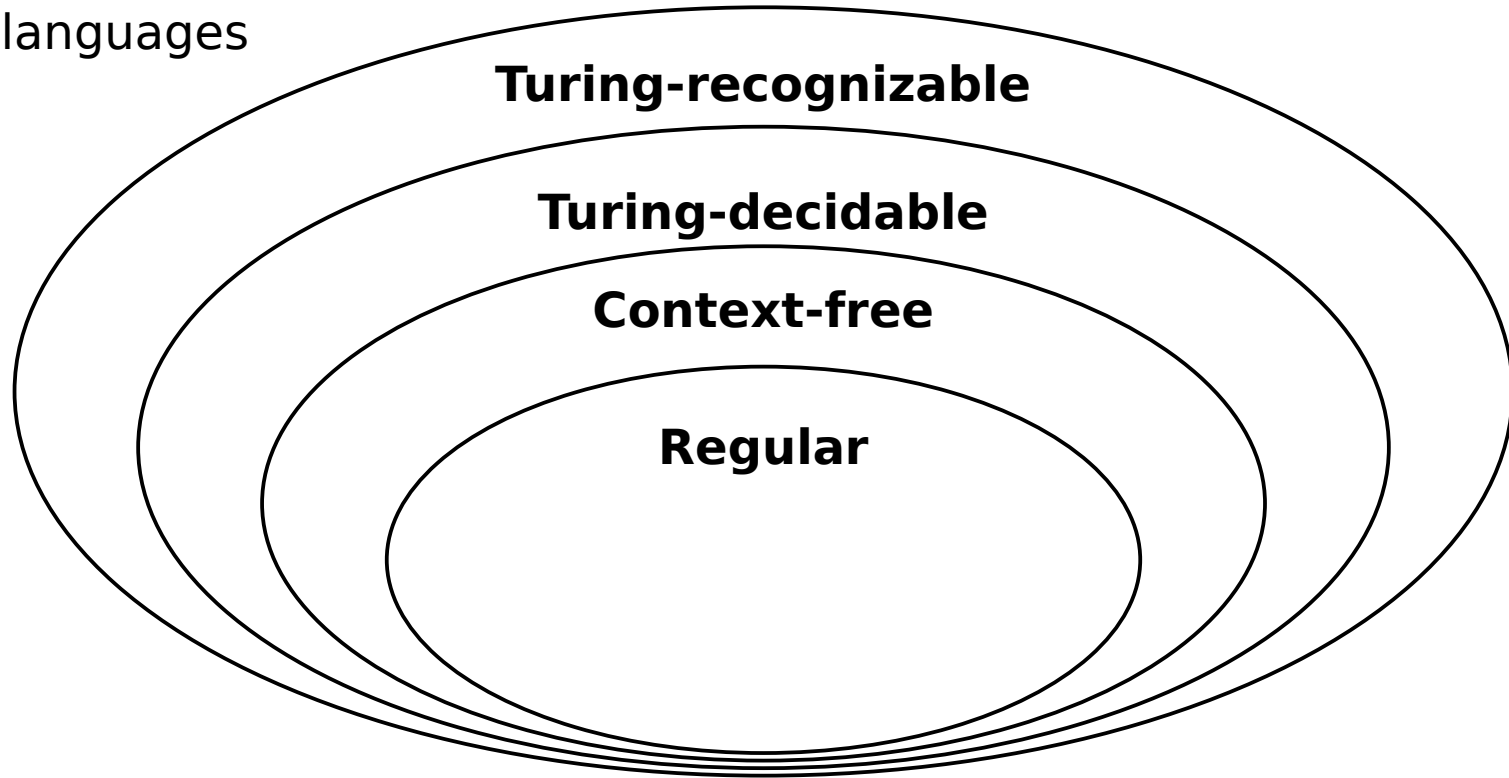 languages
Turing-recognizable
Turing-decidable
Context-free
Regular